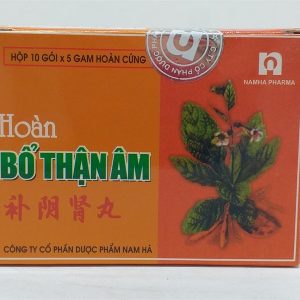 HỘP 10 GÓI x 5 GAM HOÀN CỨNG
NAMHA PHARMA
Hoàn
BỔ THẬN ÂM
补阴肾丸
CÔNG TY CỔ PHẦN DƯỢC PHẨM NAM HÀ